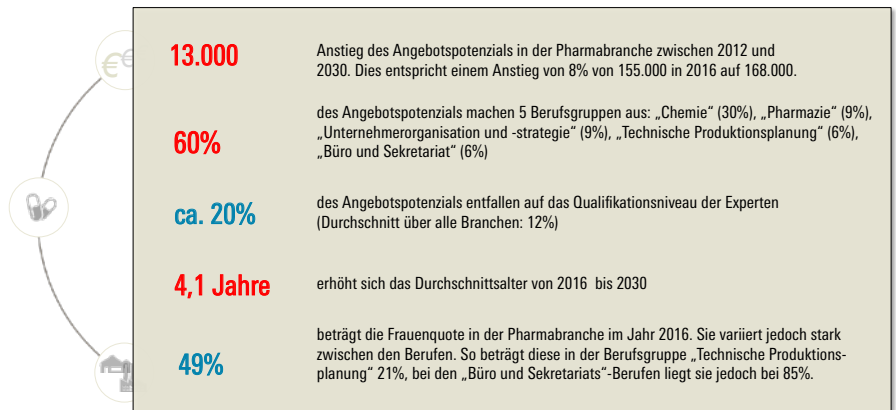 13.000
Anstieg des Angebotspotenzials in der Pharmabranche zwischen 2012 und
2030. Dies entspricht einem Anstieg von 8% von 155.000 in 2016 auf 168.000.
60%
des Angebotspotenzials machen 5 Berufsgruppen aus: „Chemie“ (30%), „Pharmazie“ (9%),
„Unternehmerorganisation und -strategie“ (9%), „Technische Produktionsplanung“ (6%),
„Büro und Sekretariat“ (6%)
ca. 20%
des Angebotspotenzials entfallen auf das Qualifikationsniveau der Experten
(Durchschnitt über alle Branchen: 12%)
4,1 Jahre
erhöht sich das Durchschnittsalter von 2016 bis 2030
49%
beträgt die Frauenquote in der Pharmabranche im Jahr 2016. Sie variiert jedoch stark
zwischen den Berufen. So beträgt diese in der Berufsgruppe „Technische Produktions-
planung“ 21%, bei den „Büro und Sekretariats“-Berufen liegt sie jedoch bei 85%.